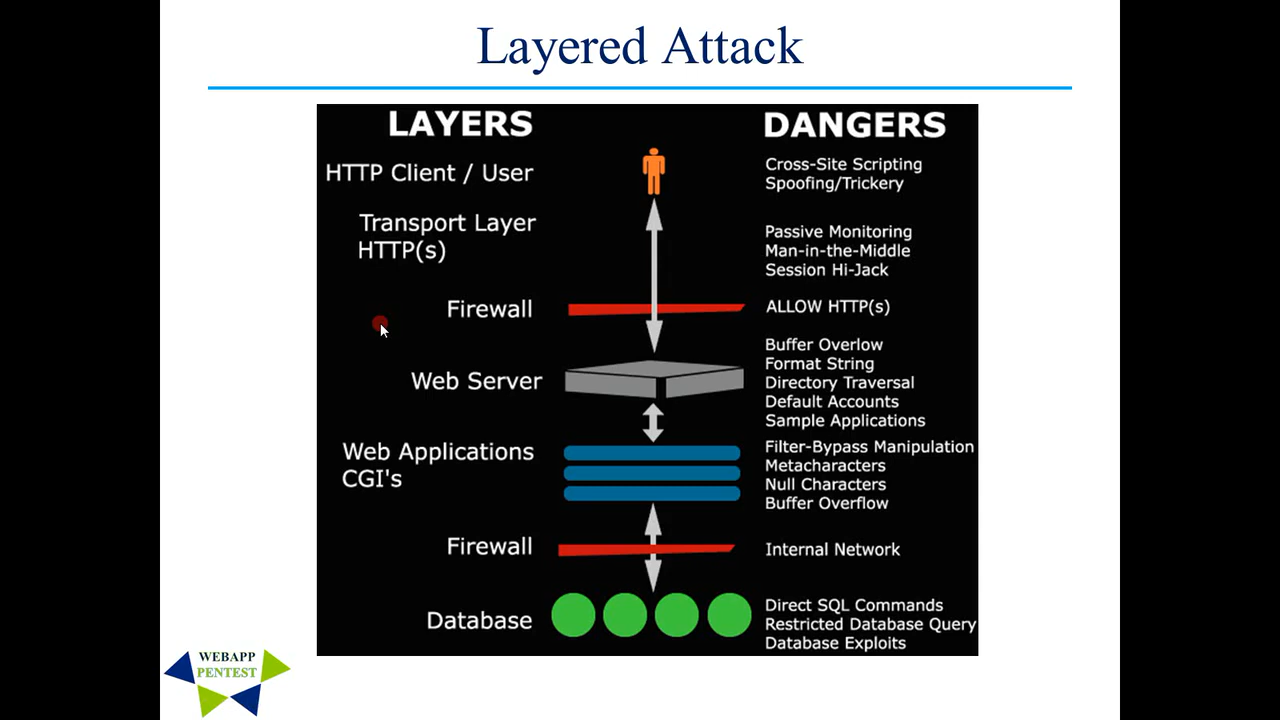 Layered Attack
LAYERS
DANGERS
HTTP Client / User
Cross-Site Scripting
Spoofing/Trickery
Transport Layer
HTTP(s)
Passive Monitoring
Man-in-the-Middle
Session Hi-Jack
Firewall
ALLOW HTTP(s)
Web Server
Buffer Overlow
Format String
Directory Traversal
Default Accounts
Sample Applications
Web Applications
CGI's
Filter-Bypass Manipulation
Metacharacters
Null Characters
Buffer Overflow
Firewall
Internal Network
Database
Direct SQL Commands
Restricted Database Query
Database Exploits
WEBAPP
PENTEST